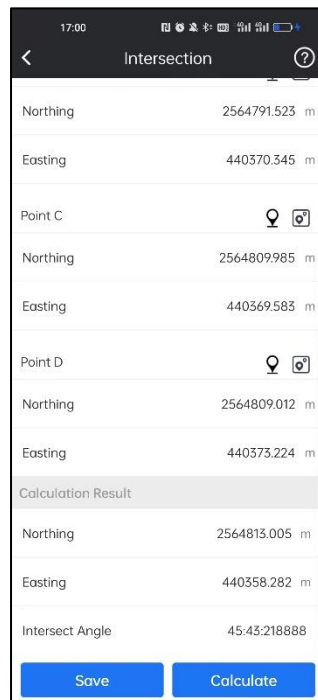 17:00
Intersection
Northing 2564791.523 m
Easting 440370.345 m
Point C
Northing 2564809.985 m
Easting 440369.583 m
Point D
Northing 2564809.012 m
Easting 440373.224 m
Calculation Result
Northing 2564813.005 m
Easting 440358.282 m
Intersect Angle 45:43:218888
Save Calculate